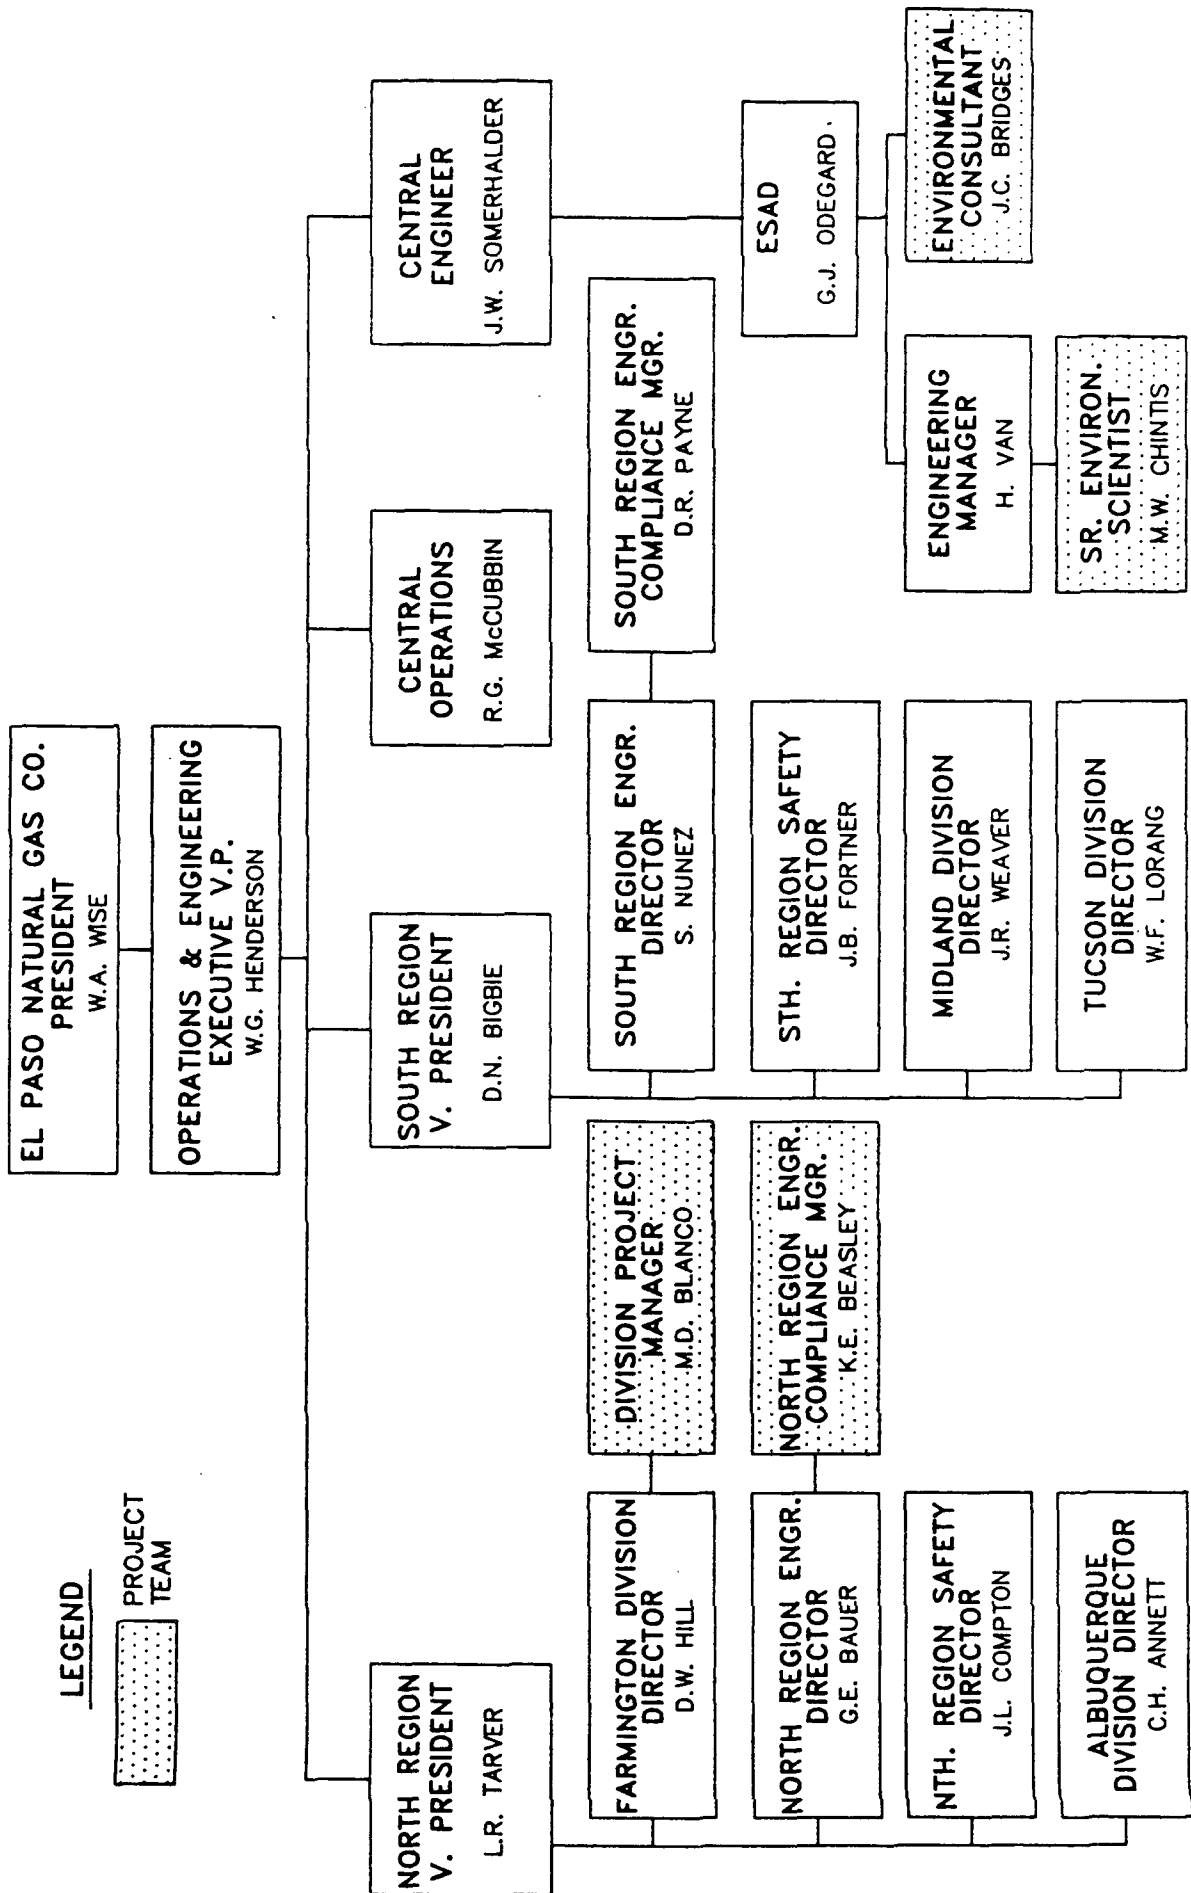 EL PASO NATURAL GAS CO.
PRESIDENT
W.A. WISE
OPERATIONS & ENGINEERING
EXECUTIVE V.P.
W.G. HENDERSON
LEGEND
PROJECT
TEAM
NORTH REGION
V. PRESIDENT
L.R. TARVER
SOUTH REGION
V. PRESIDENT
D.N. BIGBIE
CENTRAL
OPERATIONS
R.G. McCUBBIN
CENTRAL
ENGINEER
J.W. SOMERHALDER
FARMINGTON DIVISION
DIRECTOR
D.W. HILL
DIVISION PROJECT
MANAGER
M.D. BLANCO
SOUTH REGION ENGR.
DIRECTOR
S. NUNEZ
SOUTH REGION ENGR.
COMPLIANCE MGR.
D.R. PAYNE
NORTH REGION ENGR.
DIRECTOR
G.E. BAUER
NORTH REGION ENGR.
COMPLIANCE MGR.
K.E. BEASLEY
STH. REGION SAFETY
DIRECTOR
J.B. FORTNER
ESAD
G.J. ODEGARD
NTH. REGION SAFETY
DIRECTOR
J.L. COMPTON
MIDLAND DIVISION
DIRECTOR
J.R. WEAVER
ENGINEERING
MANAGER
H. VAN
ENVIRONMENTAL
CONSULTANT
J.C. BRIDGES
ALBUQUERQUE
DIVISION DIRECTOR
C.H. ANNETT
TUCSON DIVISION
DIRECTOR
W.F. LORANG
SR. ENVIRON.
SCIENTIST
M.W. CHINTIS